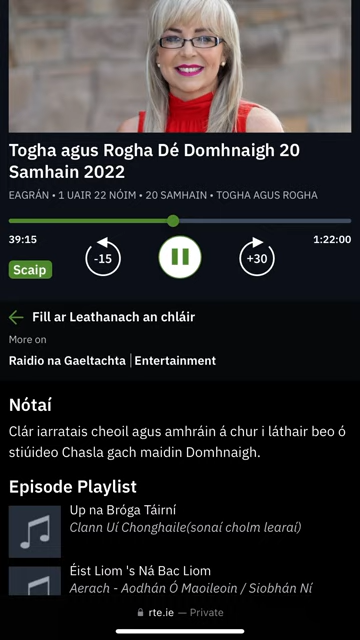 Togha agus Rogha Dé Domhnaigh 20
Samhain 2022
EAGRÁN • 1 UAIR 22 NÓIM • 20 SAMHAIN • TOGHA AGUS ROGHA
39:15
1:22:00
-15
+30
Scaip
Fill ar Leathanach an chláir
More on
Raidio na Gaeltachta | Entertainment
Nótaí
Clár iarratais cheoil agus amhráin á chur i láthair beo ó
stiúideo Chasla gach maidin Domhnaigh.
Episode Playlist
Up na Bróga Táirní
Clann Uí Chonghaile(sonaí cholm learaí)
Éist Liom 's Ná Bac Liom
Aerach - Aodhán Ó Maoileoin / Siobhán Ní
rte.ie — Private